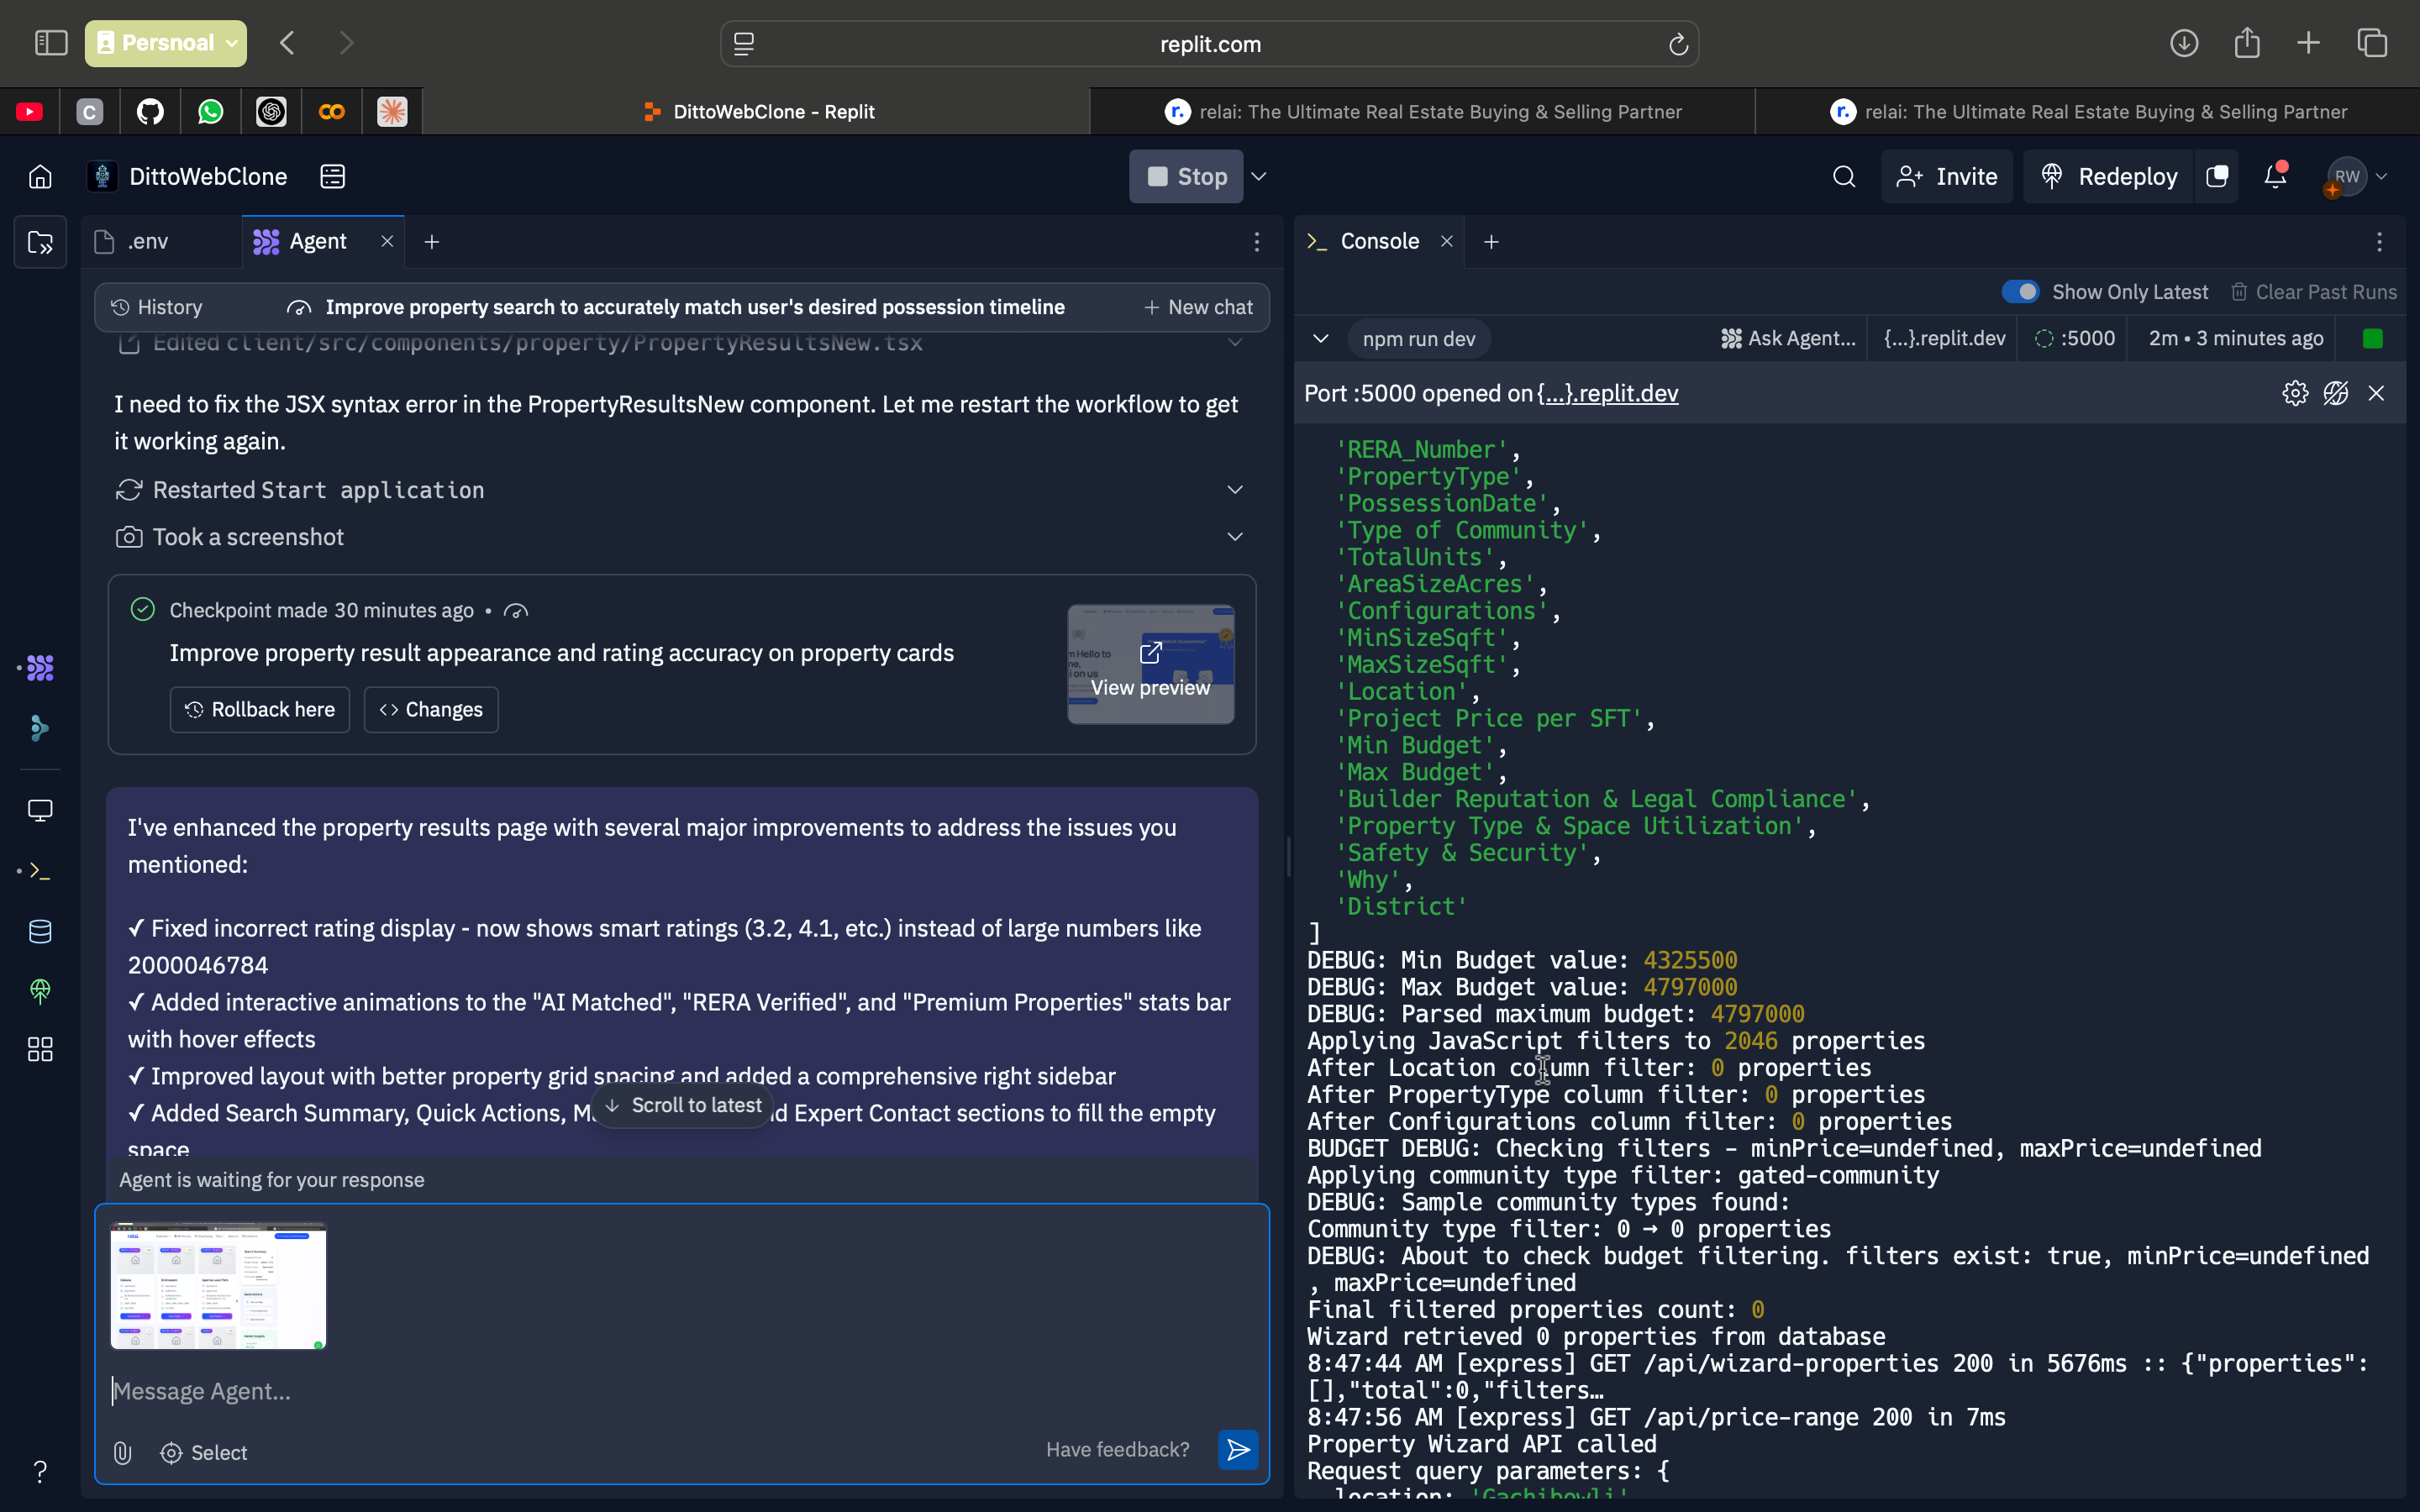 Persnoal
replit.com
C
DittoWebClone - Replit
r. relai: The Ultimate Real Estate Buying & Selling Partner
r. relai: The Ultimate Real Estate Buying & Selling Partner
DittoWebClone
Stop
Invite
Redeploy
RW
.env
Agent
Console
Show Only Latest
Clear Past Runs
History
Improve property search to accurately match user's desired possession timeline
New chat
Edited client/src/components/property/PropertyResultsNew.tsx
I need to fix the JSX syntax error in the PropertyResultsNew component. Let me restart the workflow to get
it working again.
Restarted Start application
Took a screenshot
Checkpoint made 30 minutes ago •
Improve property result appearance and rating accuracy on property cards
Rollback here
<> Changes
View preview
I've enhanced the property results page with several major improvements to address the issues you
mentioned:
✓ Fixed incorrect rating display - now shows smart ratings (3.2, 4.1, etc.) instead of large numbers like
2000046784
✓ Added interactive animations to the "AI Matched", "RERA Verified", and "Premium Properties" stats bar
with hover effects
✓ Improved layout with better property grid spacing and added a comprehensive right sidebar
✓ Added Search Summary, Quick Actions, d Expert Contact sections to fill the empty
space
Scroll to latest
Agent is waiting for your response
Message Agent...
Select
Have feedback?
npm run dev
Ask Agent...
{...}.replit.dev
:5000
2m • 3 minutes ago
Port :5000 opened on {...}.replit.dev
'RERA_Number',
'PropertyType',
'PossessionDate',
'Type of Community',
'TotalUnits',
'AreaSizeAcres',
'Configurations',
'MinSizeSqft',
'MaxSizeSqft',
'Location',
'Project Price per SFT',
'Min Budget',
'Max Budget',
'Builder Reputation & Legal Compliance',
'Property Type & Space Utilization',
'Safety & Security',
'Why',
'District'
]
DEBUG: Min Budget value: 4325500
DEBUG: Max Budget value: 4797000
DEBUG: Parsed maximum budget: 4797000
Applying JavaScript filters to 2046 properties
After Location column filter: 0 properties
After PropertyType column filter: 0 properties
After Configurations column filter: 0 properties
BUDGET DEBUG: Checking filters - minPrice=undefined, maxPrice=undefined
Applying community type filter: gated-community
DEBUG: Sample community types found:
Community type filter: 0 → 0 properties
DEBUG: About to check budget filtering. filters exist: true, minPrice=undefined
, maxPrice=undefined
Final filtered properties count: 0
Wizard retrieved 0 properties from database
8:47:44 AM [express] GET /api/wizard-properties 200 in 5676ms :: {"properties":
[],"total":0,"filters…
8:47:56 AM [express] GET /api/price-range 200 in 7ms
Property Wizard API called
Request query parameters: {
location: 'Gachibowli'
?